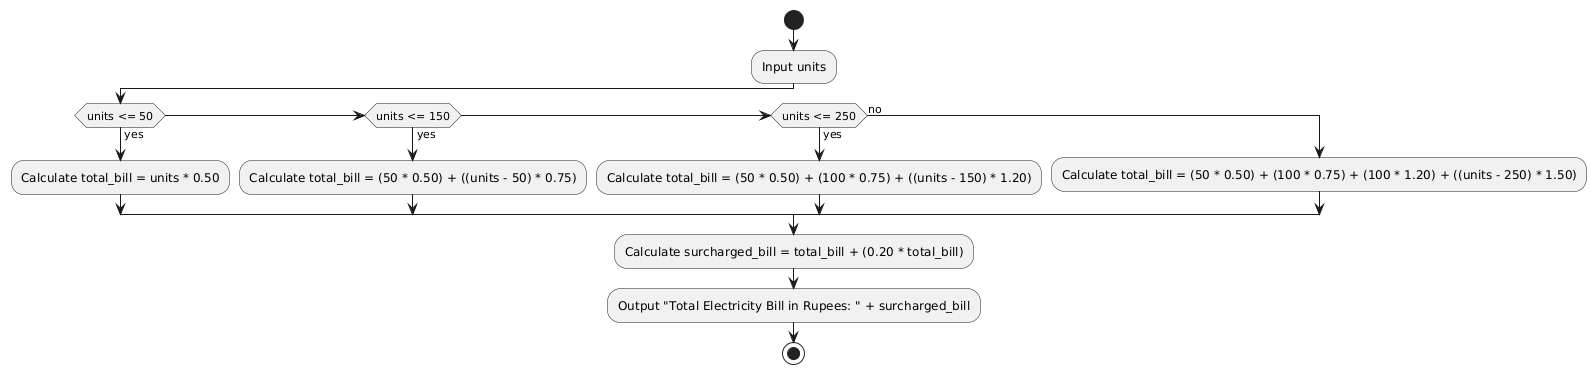 Input units
units <= 50
units <= 150
units <= 250
no
yes
yes
yes
Calculate total_bill = units * 0.50
Calculate total_bill = (50 * 0.50) + ((units - 50) * 0.75)
Calculate total_bill = (50 * 0.50) + (100 * 0.75) + ((units - 150) * 1.20)
Calculate total_bill = (50 * 0.50) + (100 * 0.75) + (100 * 1.20) + ((units - 250) * 1.50)
Calculate surcharged_bill = total_bill + (0.20 * total_bill)
Output "Total Electricity Bill in Rupees: " + surcharged_bill